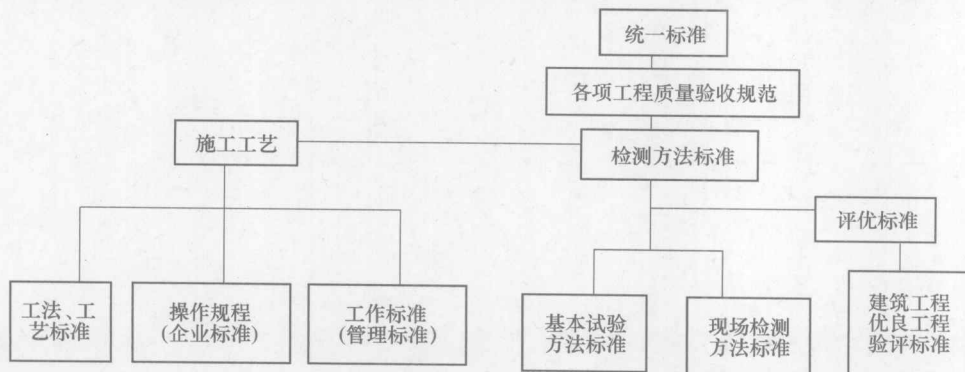 统一标准
各项工程质量验收规范
施工工艺
检测方法标准
评优标准
工法、工
艺标准
操作规程
(企业标准)
工作标准
(管理标准)
基本试验
方法标准
现场检测
方法标准
建筑工程
优良工程
验评标准